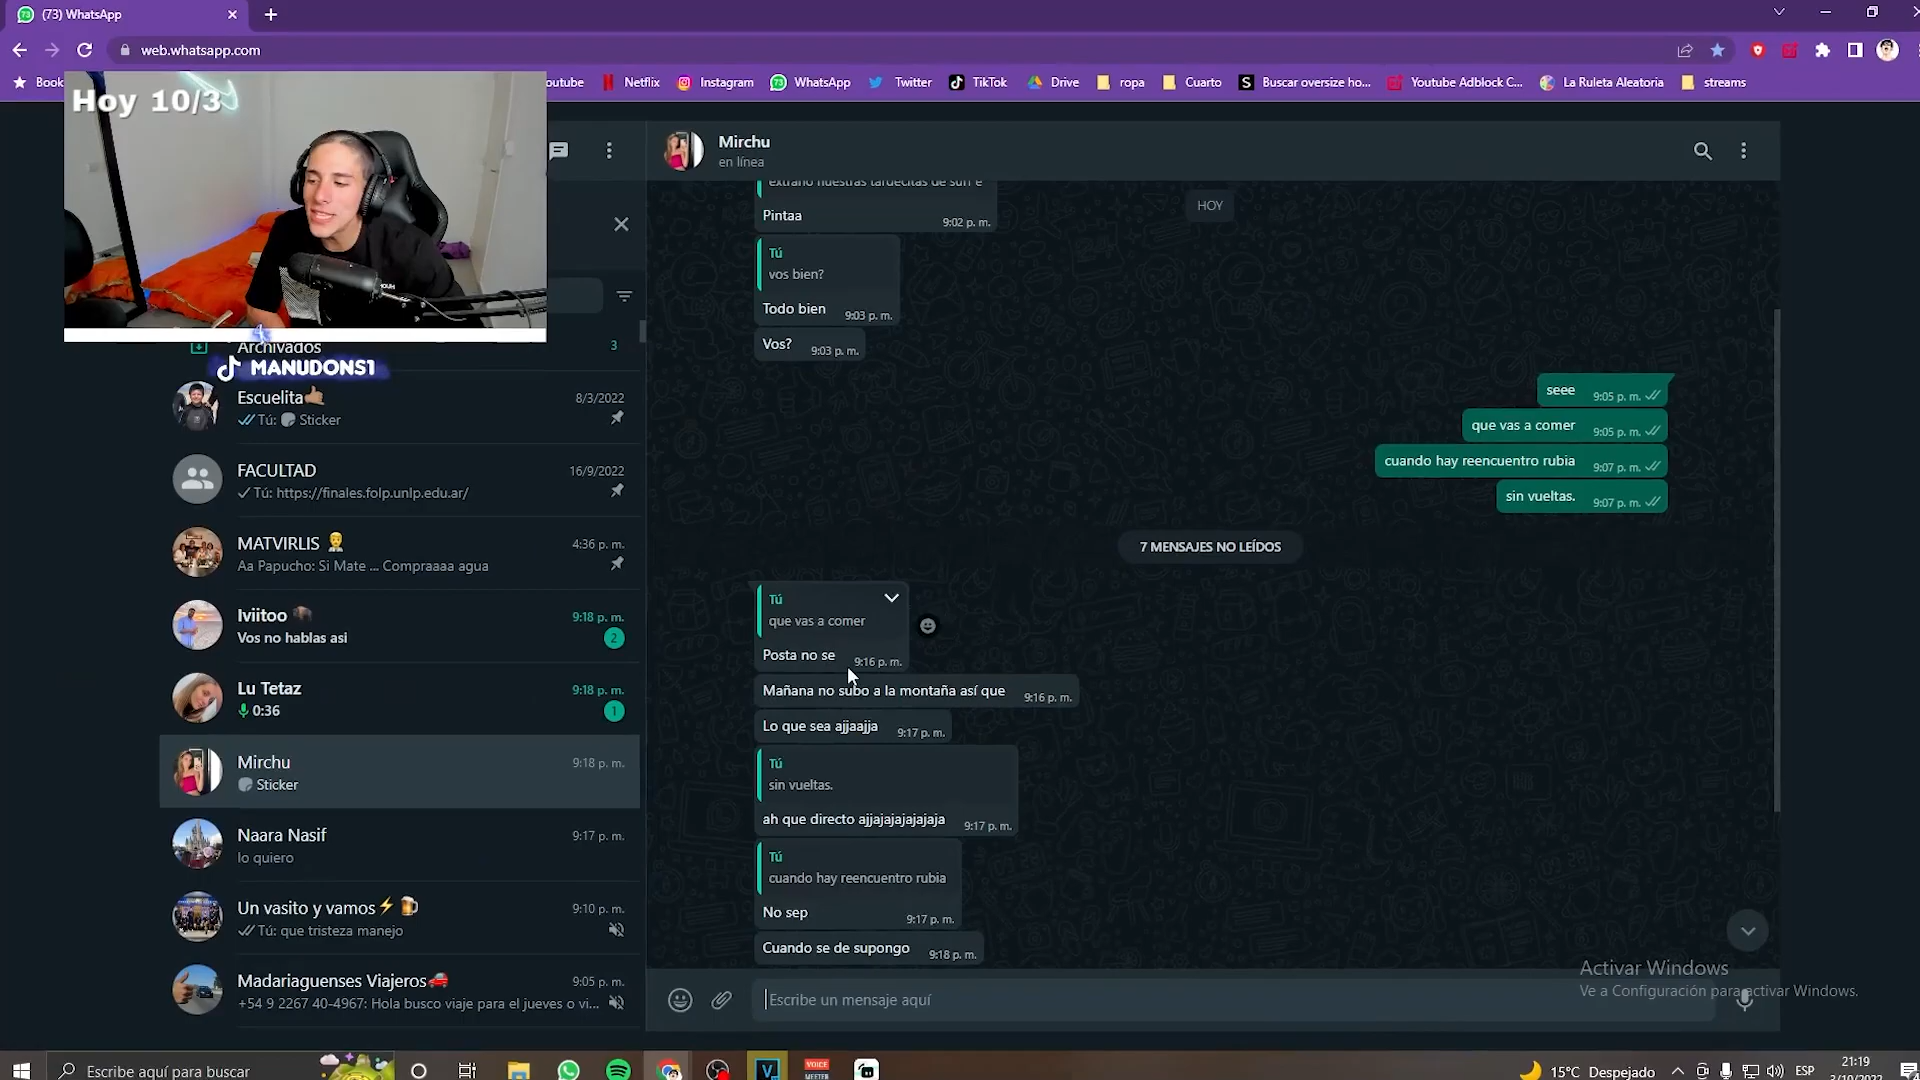 (73) WhatsApp
web.whatsapp.com
Book
outube
Netflix
Instagram
WhatsApp
Twitter
TikTok
Drive
ropa
Cuarto
Buscar oversize ho...
Youtube Adblock C...
La Ruleta Aleatoria
streams
Hoy 10/3
MANUDONS1
Archivados
3
Escuelita
8/3/2022
Tú: Sticker
FACULTAD
16/9/2022
Tú: https://finales.folp.unlp.edu.ar/
MATVIRLIS
4:36 p. m.
Aa Papucho: Si Mate ... Compraaaa agua
Iviitoo
9:18 p. m.
Vos no hablas asi
2
Lu Tetaz
9:18 p. m.
0:36
1
Mirchu
9:18 p. m.
Sticker
Naara Nasif
9:17 p. m.
lo quiero
Un vasito y vamos
9:10 p. m.
Tú: que tristeza manejo
Madariaguenses Viajeros
9:05 p. m.
+54 9 2267 40-4967: Hola busco viaje para el jueves o vi...
Mirchu
en línea
extraño nuestras tardecitas de surf e
Pintaa
9:02 p. m.
HOY
Tú
vos bien?
Todo bien
9:03 p. m.
Vos?
9:03 p. m.
seee
9:05 p. m.
que vas a comer
9:05 p. m.
cuando hay reencuentro rubia
9:07 p. m.
sin vueltas.
9:07 p. m.
7 MENSAJES NO LEÍDOS
Tú
que vas a comer
Posta no se
9:16 p. m.
Mañana no subo a la montaña así que
9:16 p. m.
Lo que sea ajjaajja
9:17 p. m.
Tú
sin vueltas.
ah que directo ajjajajajajajaja
9:17 p. m.
Tú
cuando hay reencuentro rubia
No sep
9:17 p. m.
Cuando se de supongo
9:18 p. m.
Activar Windows
Ve a Configuración para activar Windows.
Escribe un mensaje aquí
Escribe aquí para buscar
VOICE
MEETER
15°C Despejado
ESP
21:19